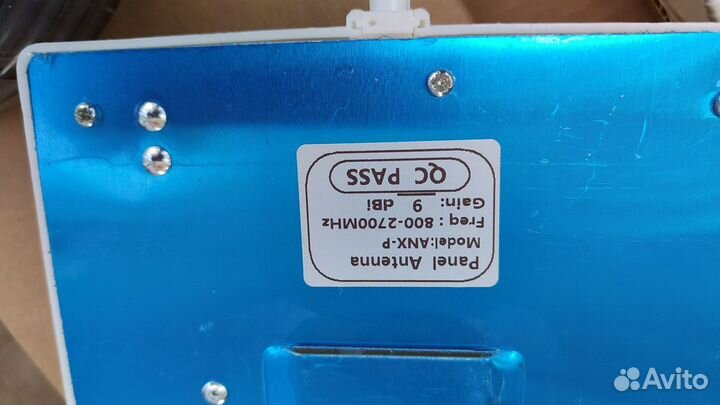 Panel Antenna
Model:ANX-P
Freq : 800-2700MHz
Gain: 9 dBi
QC PASS
Avito